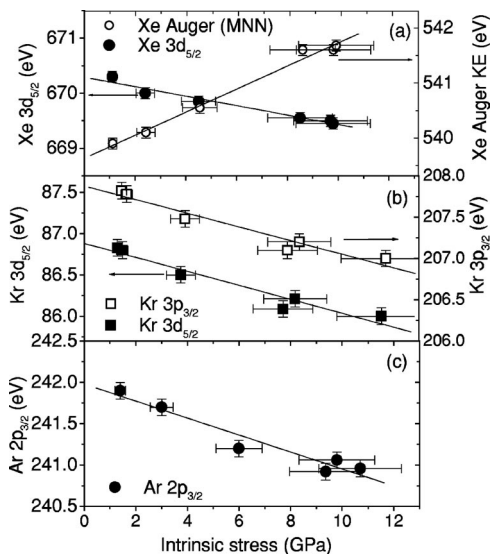 Xe Auger (MNN)
Xe 3d5/2
(a)
671
670
669
Xe 3d5/2 (eV)
542
541
540
Xe Auger KE (eV)
(b)
87.5
87.0
86.5
86.0
Kr 3d5/2 (eV)
208.0
207.5
207.0
206.5
206.0
Kr 3p3/2 (eV)
Kr 3p3/2
Kr 3d5/2
(c)
242.5
242.0
241.5
241.0
240.5
Ar 2p3/2 (eV)
Ar 2p3/2
0 2 4 6 8 10 12
Intrinsic stress (GPa)